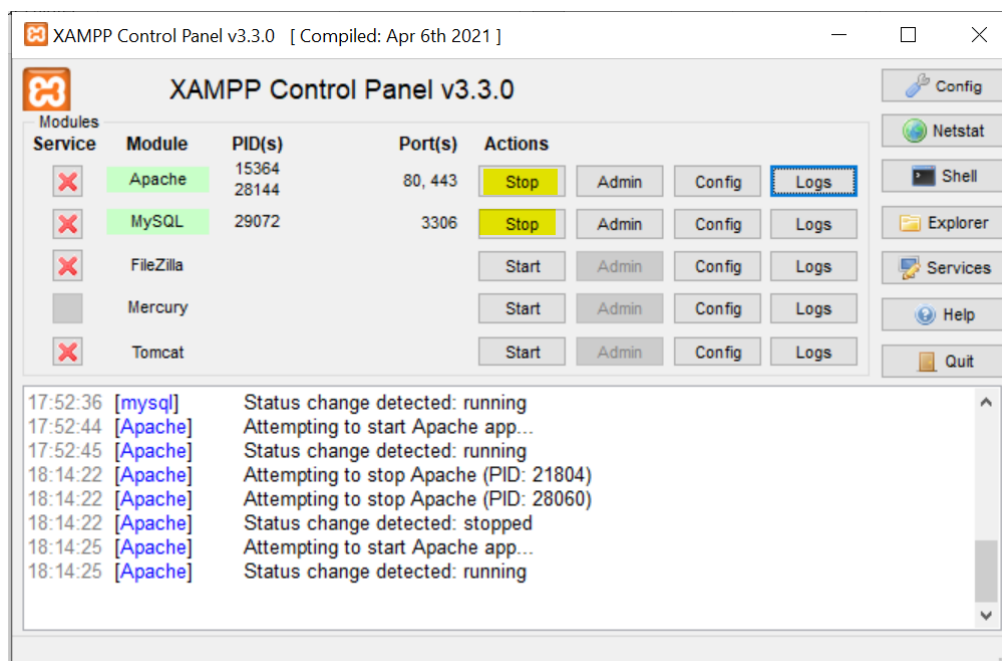 XAMPP Control Panel v3.3.0 [ Compiled: Apr 6th 2021 ]
XAMPP Control Panel v3.3.0
Config
Modules
Netstat
Service Module PID(s) Port(s) Actions
Apache 15364 28144 80, 443 Stop Admin Config Logs
Shell
MySQL 29072 3306 Stop Admin Config Logs
Explorer
FileZilla Start Admin Config Logs
Services
Mercury Start Admin Config Logs
Help
Tomcat Start Admin Config Logs
Quit
17:52:36 [mysql] Status change detected: running
17:52:44 [Apache] Attempting to start Apache app...
17:52:45 [Apache] Status change detected: running
18:14:22 [Apache] Attempting to stop Apache (PID: 21804)
18:14:22 [Apache] Attempting to stop Apache (PID: 28060)
18:14:22 [Apache] Status change detected: stopped
18:14:25 [Apache] Attempting to start Apache app...
18:14:25 [Apache] Status change detected: running